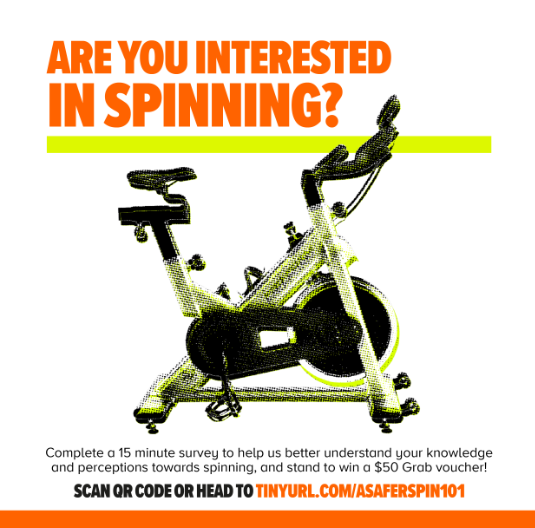 ARE YOU INTERESTED
IN SPINNING?
Complete a 15 minute survey to help us better understand your knowledge
and perceptions towards spinning, and stand to win a $50 Grab voucher!
SCAN QR CODE OR HEAD TO TINYURL.COM/ASAFERSPIN101